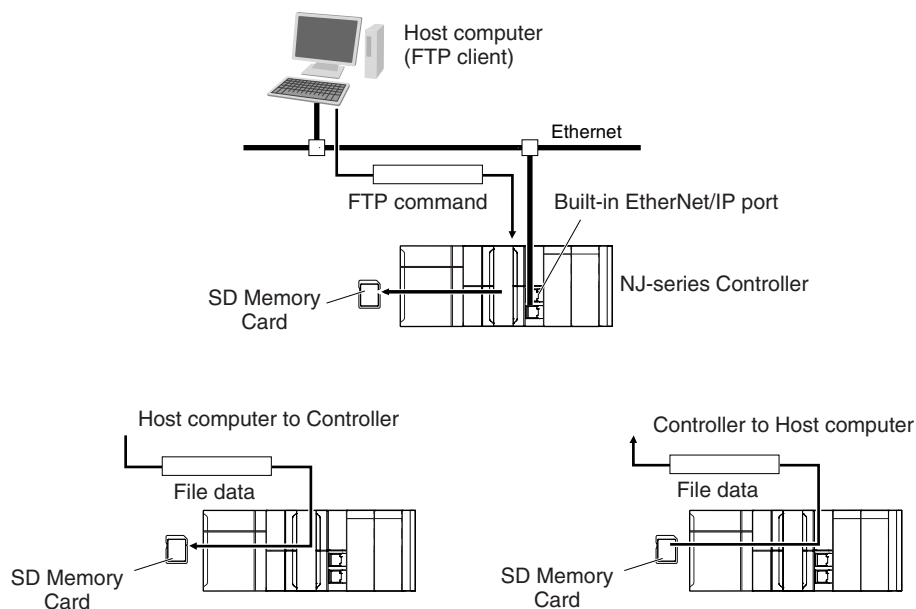 Host computer
(FTP client)
Ethernet
FTP command
Built-in EtherNet/IP port
NJ-series Controller
SD Memory
Card
Host computer to Controller
File data
SD Memory
Card
Controller to Host computer
File data
SD Memory
Card